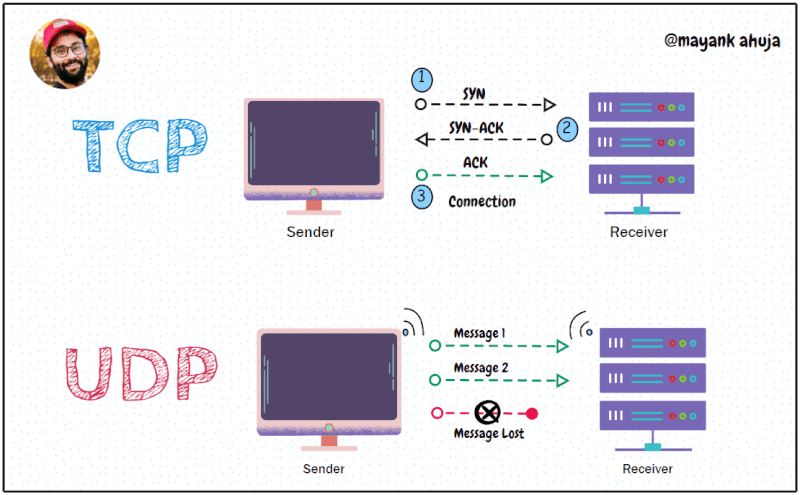 @mayank ahuja
TCP
1
SYN
SYN-ACK
2
ACK
3
Connection
Sender
Receiver
UDP
Message 1
Message 2
Message Lost
Sender
Receiver